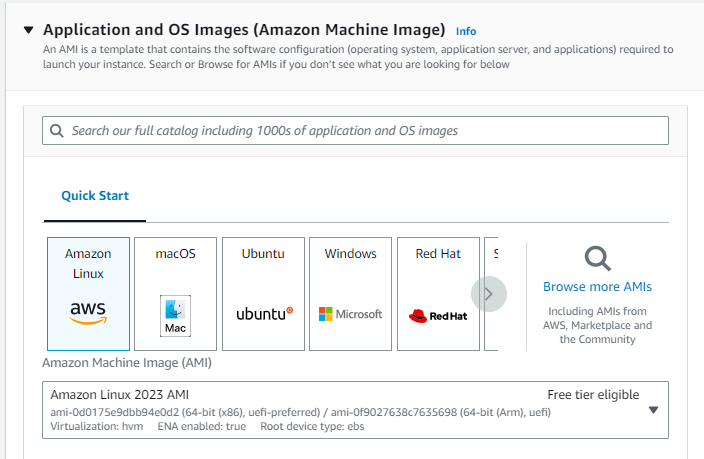 Application and OS Images (Amazon Machine Image) Info
An AMI is a template that contains the software configuration (operating system, application server, and applications) required to
launch your instance. Search or Browse for AMIs if you don't see what you are looking for below
Search our full catalog including 1000s of application and OS images
Quick Start
Amazon
Linux
aws
macOS
Mac
Ubuntu
ubuntu
Windows
Microsoft
Red Hat
Red Hat
S
Browse more AMIs
Including AMIs from
AWS, Marketplace and
the Community
Amazon Machine Image (AMI)
Amazon Linux 2023 AMI Free tier eligible
ami-0d0175e9dbb94e0d2 (64-bit (x86), uefi-preferred) / ami-0f9027638c7635698 (64-bit (Arm), uefi)
Virtualization: hvm ENA enabled: true Root device type: ebs